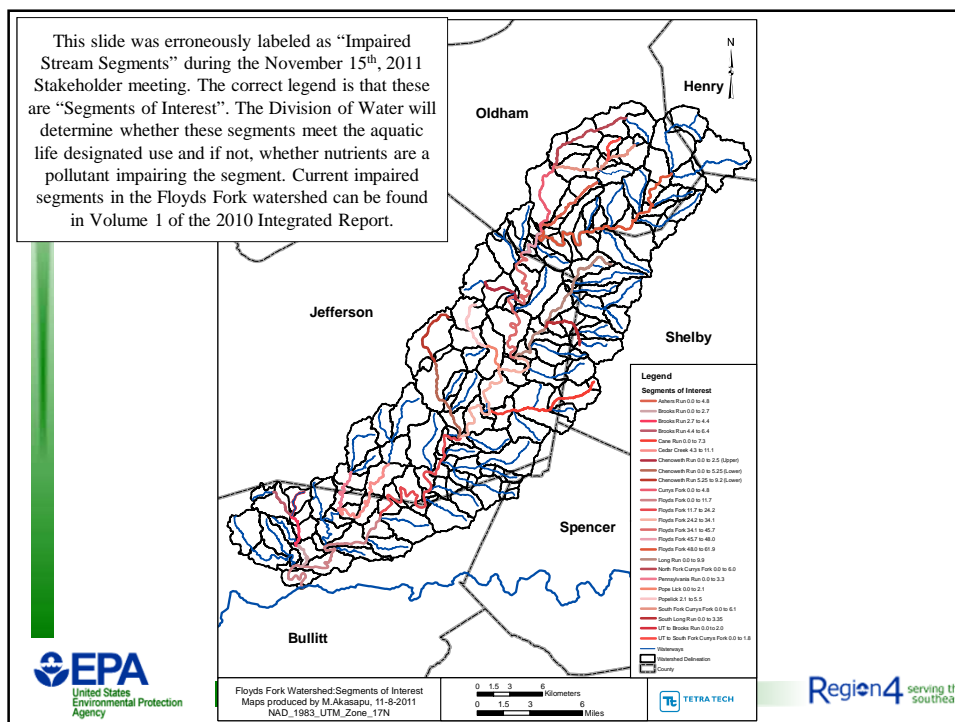 This slide was erroneously labeled as “Impaired
Stream Segments” during the November 15th, 2011
Stakeholder meeting. The correct legend is that these
are “Segments of Interest”. The Division of Water will
determine whether these segments meet the aquatic
life designated use and if not, whether nutrients are a
pollutant impairing the segment. Current impaired
segments in the Floyds Fork watershed can be found
in Volume 1 of the 2010 Integrated Report.
N
Henry
Oldham
Jefferson
Shelby
Spencer
Bullitt
Legend
Segments of Interest
Ashers Run 0.0 to 4.8
Brooks Run 0.0 to 2.7
Brooks Run 2.7 to 4.4
Brooks Run 4.4 to 6.4
Cane Run 0.0 to 7.3
Cedar Creek 4.3 to 11.1
Chenoweth Run 0.0 to 2.5 (Upper)
Chenoweth Run 0.0 to 5.25 (Lower)
Chenoweth Run 5.25 to 9.2 (Lower)
Currys Fork 0.0 to 4.8
Floyds Fork 0.0 to 11.7
Floyds Fork 11.7 to 24.2
Floyds Fork 24.2 to 34.1
Floyds Fork 34.1 to 45.7
Floyds Fork 45.7 to 48.0
Floyds Fork 48.0 to 61.9
Long Run 0.0 to 9.9
North Fork Currys Fork 0.0 to 6.0
Pennsylvania Run 0.0 to 3.3
Pope Lick 0.0 to 2.1
Popelick 2.1 to 5.5
South Fork Currys Fork 0.0 to 6.1
South Long Run 0.0 to 3.35
UT to Brooks Run 0.0 to 2.0
UT to South Fork Currys Fork 0.0 to 1.8
Waterways
Watershed Delineation
County
Floyds Fork Watershed:Segments of Interest
Maps produced by M.Akasapu, 11-8-2011
NAD_1983_UTM_Zone_17N
0 1.5 3 6
Kilometers
0 1.5 3 6
Miles
Tt TETRA TECH
EPA
United States
Environmental Protection
Agency
Region4 serving th
southea